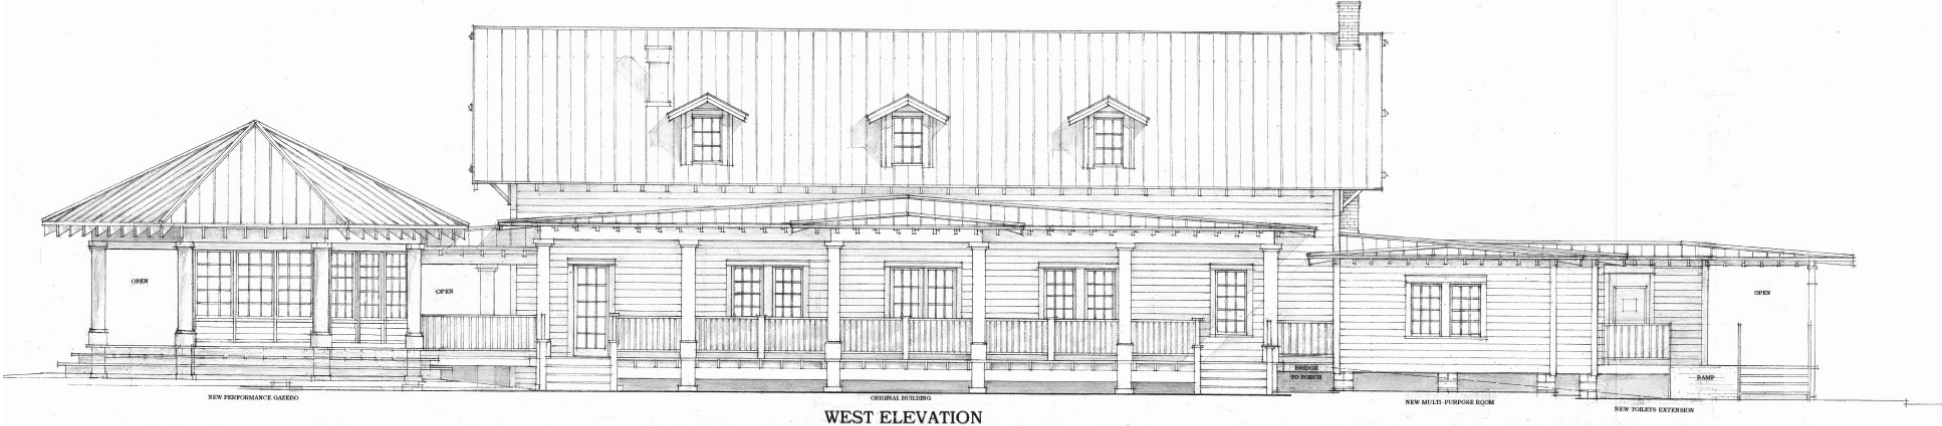 OPEN
OPEN
OPEN
BRIDGE
TO PORCH
RAMP
NEW PERFORMANCE GAZEBO
ORIGINAL BUILDING
NEW MULTI-PURPOSE ROOM
NEW TOILETS EXTENSION
WEST ELEVATION